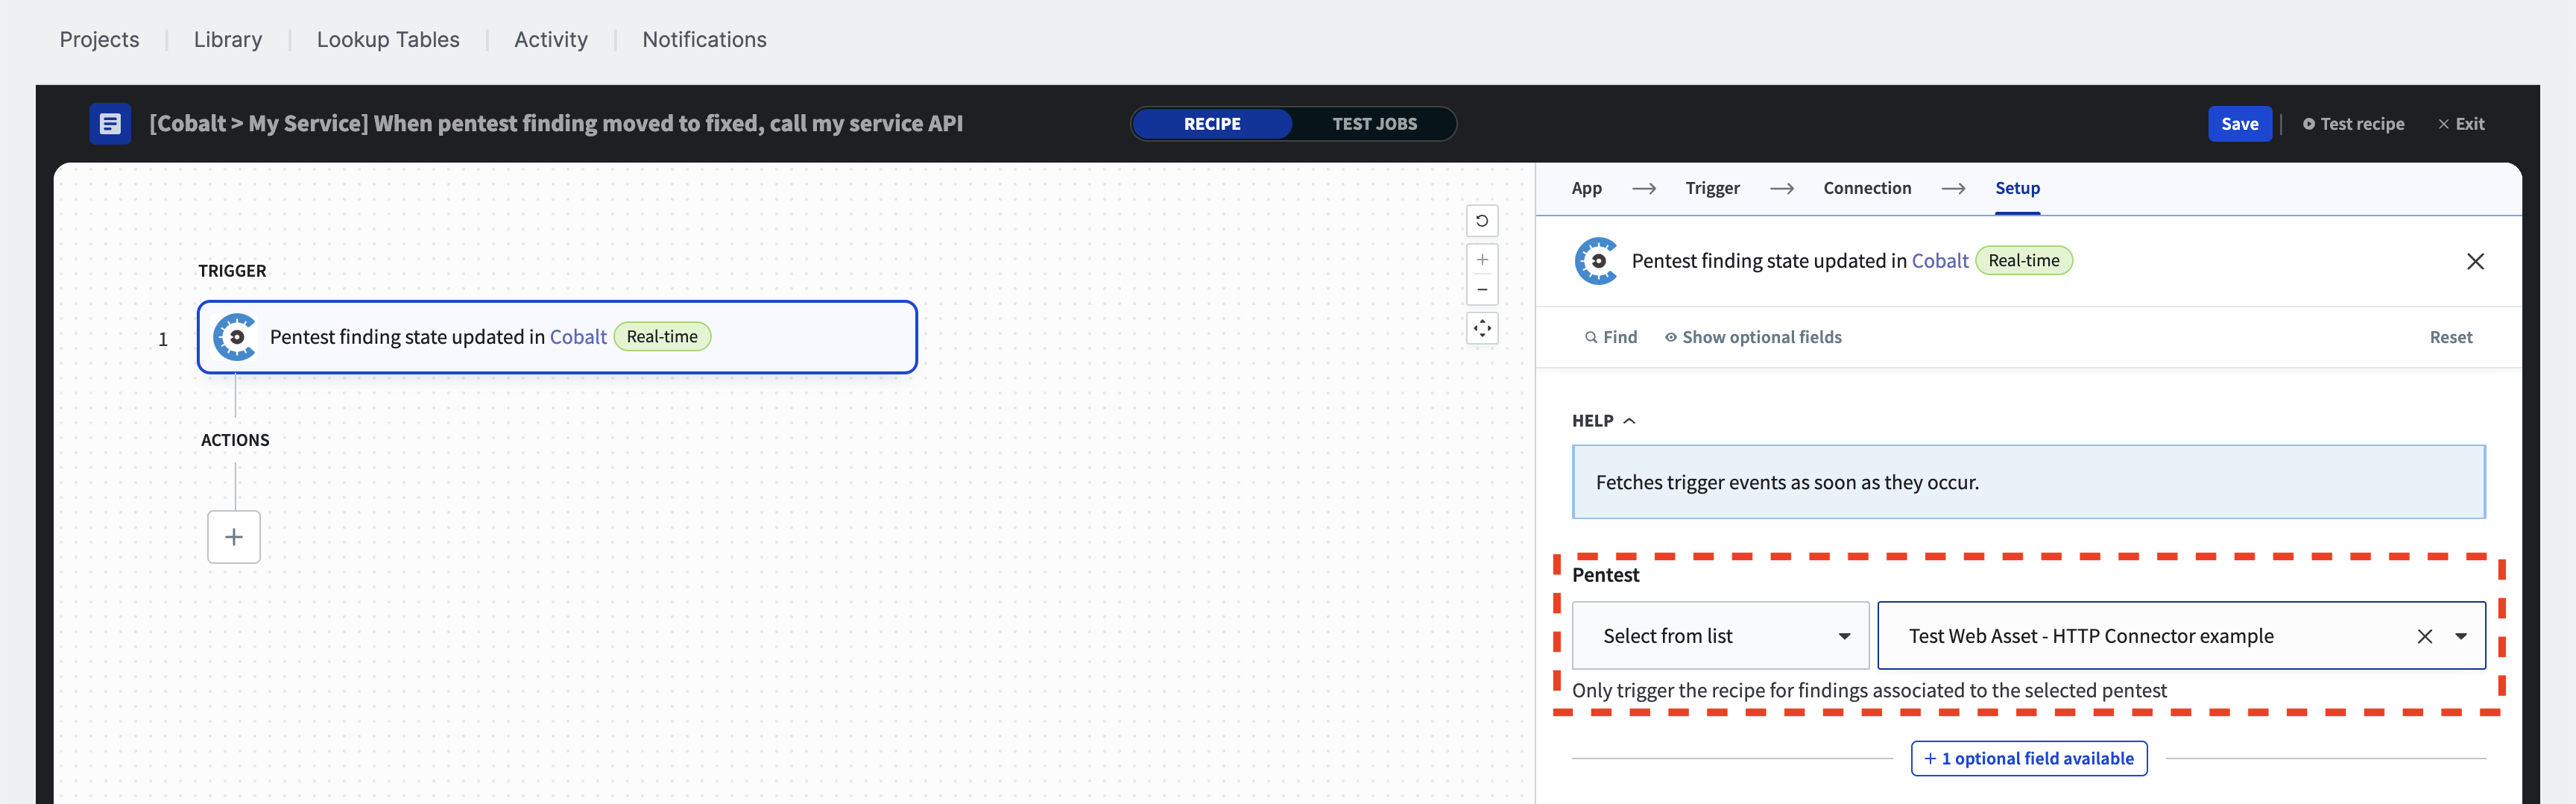 Projects
Library
Lookup Tables
Activity
Notifications
[Cobalt > My Service] When pentest finding moved to fixed, call my service API
RECIPE
TEST JOBS
Save
Test recipe
Exit
TRIGGER
1
Pentest finding state updated in Cobalt Real-time
ACTIONS
App
Trigger
Connection
Setup
Pentest finding state updated in Cobalt Real-time
Find
Show optional fields
Reset
HELP
Fetches trigger events as soon as they occur.
Pentest
Select from list
Test Web Asset - HTTP Connector example
Only trigger the recipe for findings associated to the selected pentest
+ 1 optional field available